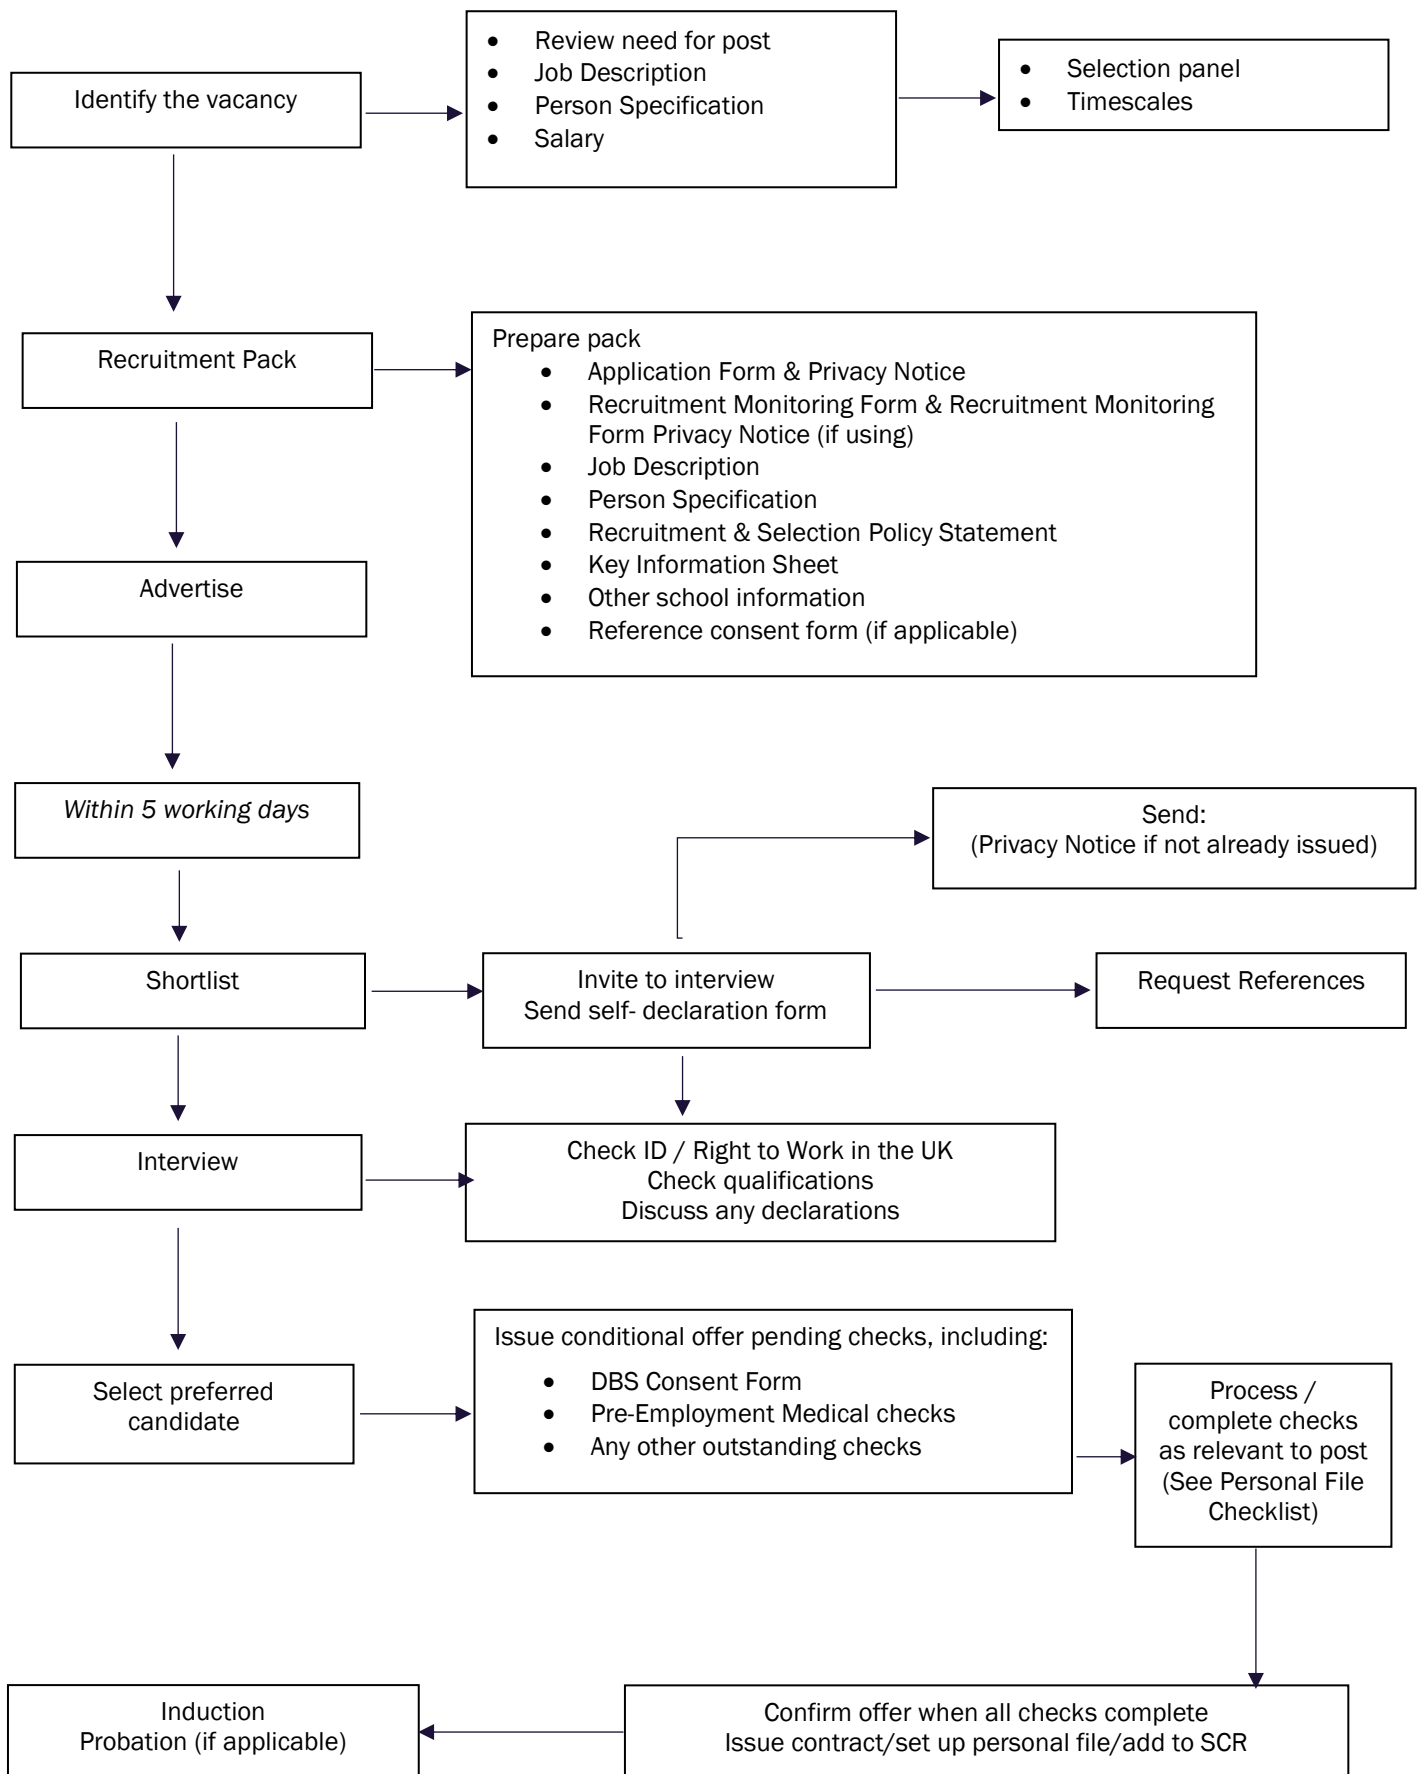 Identify the vacancy
• Review need for post
• Job Description
• Person Specification
• Salary
• Selection panel
• Timescales
Recruitment Pack
Prepare pack
• Application Form & Privacy Notice
• Recruitment Monitoring Form & Recruitment Monitoring
Form Privacy Notice (if using)
• Job Description
• Person Specification
• Recruitment & Selection Policy Statement
• Key Information Sheet
• Other school information
• Reference consent form (if applicable)
Advertise
Within 5 working days
Send:
(Privacy Notice if not already issued)
Shortlist
Invite to interview
Send self- declaration form
Request References
Interview
Check ID / Right to Work in the UK
Check qualifications
Discuss any declarations
Select preferred
candidate
Issue conditional offer pending checks, including:
• DBS Consent Form
• Pre-Employment Medical checks
• Any other outstanding checks
Process /
complete checks
as relevant to post
(See Personal File
Checklist)
Confirm offer when all checks complete
Issue contract/set up personal file/add to SCR
Induction
Probation (if applicable)